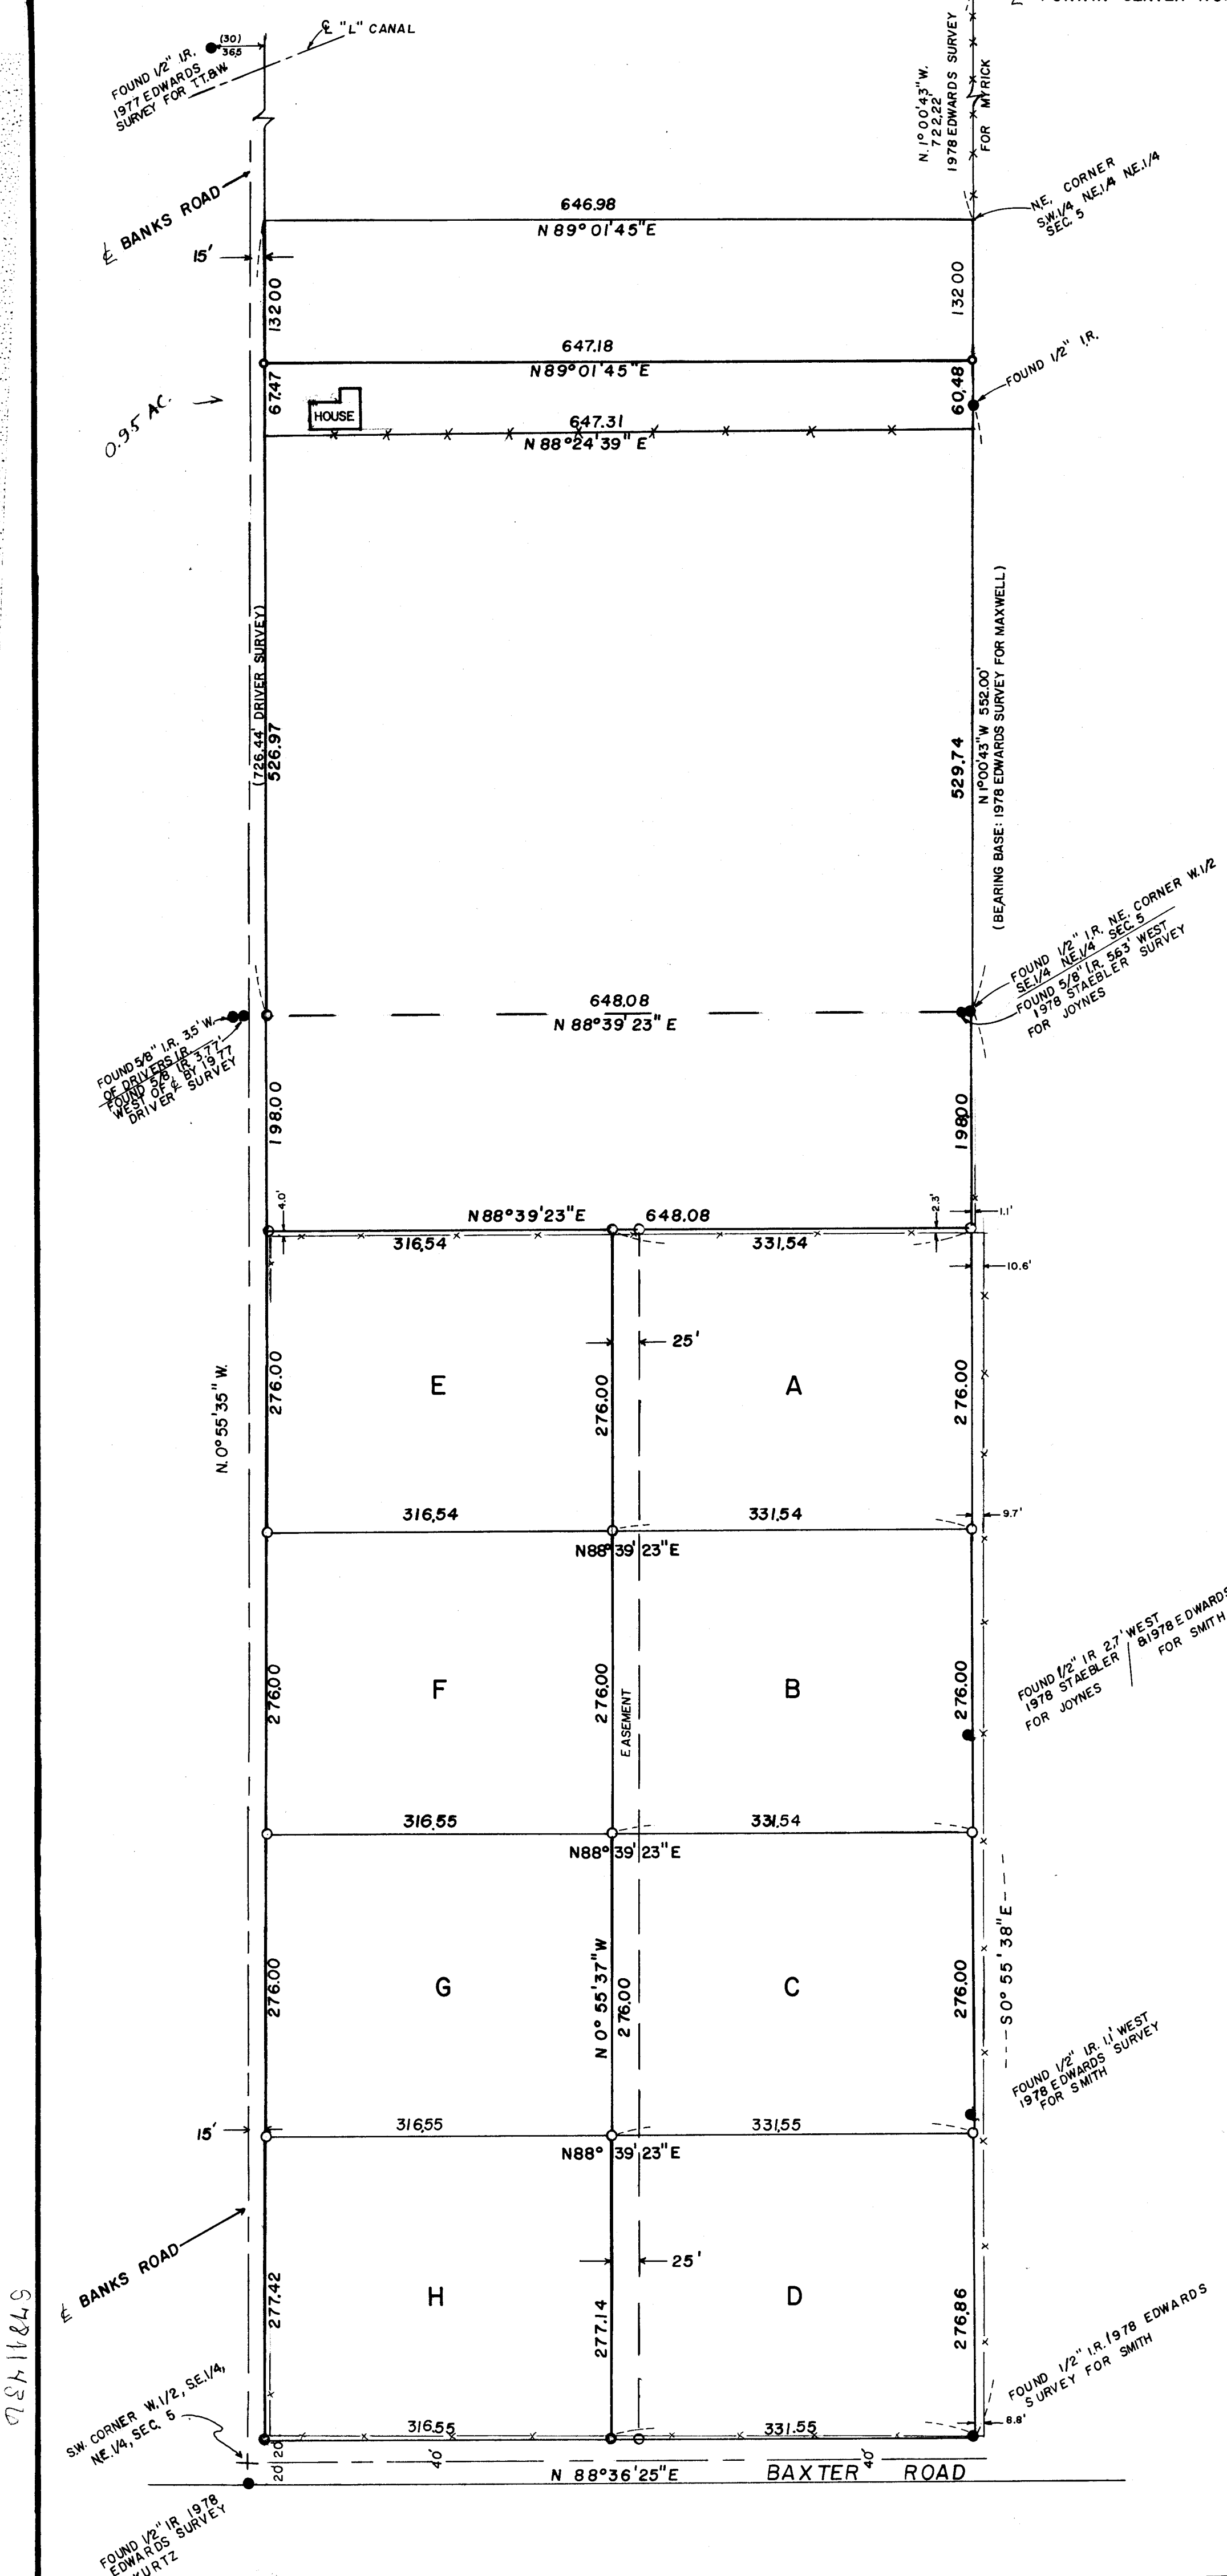 ℄ "L" CANAL
(30)
36.5
FOUND 1/2" I.R.
1977 EDWARDS
SURVEY FOR T.T.&W.
N. 1° 00'43" W.
722.22'
1978 EDWARDS SURVEY
FOR MYRICK
℄ BANKS ROAD
15'
646.98
N 89° 01'45"E
N.E. CORNER
S.W.1/4 N.E.1/4 N.E.1/4
SEC. 5
132.00
132.00
647.18
N89°01'45"E
FOUND 1/2" I.R.
0.95 AC.
67.47
HOUSE
60.48
647.31
N 88°24'39" E
(726.44' DRIVER SURVEY)
526.97
529.74
N 1°00'43"W 552.00'
(BEARING BASE: 1978 EDWARDS SURVEY FOR MAXWELL)
FOUND 1/2" I.R. N.E. CORNER W.1/2
SE.1/4 N.E.1/4 SEC. 5
FOUND 5/8" I.R. 5.63' WEST
1978 STAEBLER SURVEY
FOR JOYNES
648.08
N 88°39'23" E
FOUND 5/8" I.R. 3.5' W.
OF DRIVERS I.R.
FOUND 5/8" I.R. 3.77'
WEST OF ℄ BY 1977
DRIVER SURVEY
198.00
198.00
4.0'
N88°39'23"E
648.08
2.3'
1.1'
316.54
331.54
10.6'
25'
276.00
E
276.00
A
276.00
N. 0°55'35" W.
316.54
331.54
9.7'
N88°39'23"E
FOUND 1/2" I.R. 2.7' WEST
1978 STAEBLER
FOR JOYNES
&1978 EDWARDS
FOR SMITH
276.00
F
276.00
EASEMENT
B
276.00
316.55
331.54
N88°39'23"E
276.00
G
N 0° 55'37"W
276.00
C
276.00
S 0° 55' 38"E
FOUND 1/2" I.R. 1.1' WEST
1978 EDWARDS SURVEY
FOR SMITH
15'
316.55
331.55
N88° 39'23"E
℄ BANKS ROAD
25'
277.42
H
277.14
D
276.86
FOUND 1/2" I.R. 1978 EDWARDS
SURVEY FOR SMITH
S.W. CORNER W.1/2, S.E.1/4,
N.E.1/4, SEC. 5
316.55
331.55
8.8'
20' 20'
40'
40'
N 88°36'25"E
BAXTER ROAD
FOUND 1/2" I.R. 1978
EDWARDS SURVEY
KURTZ